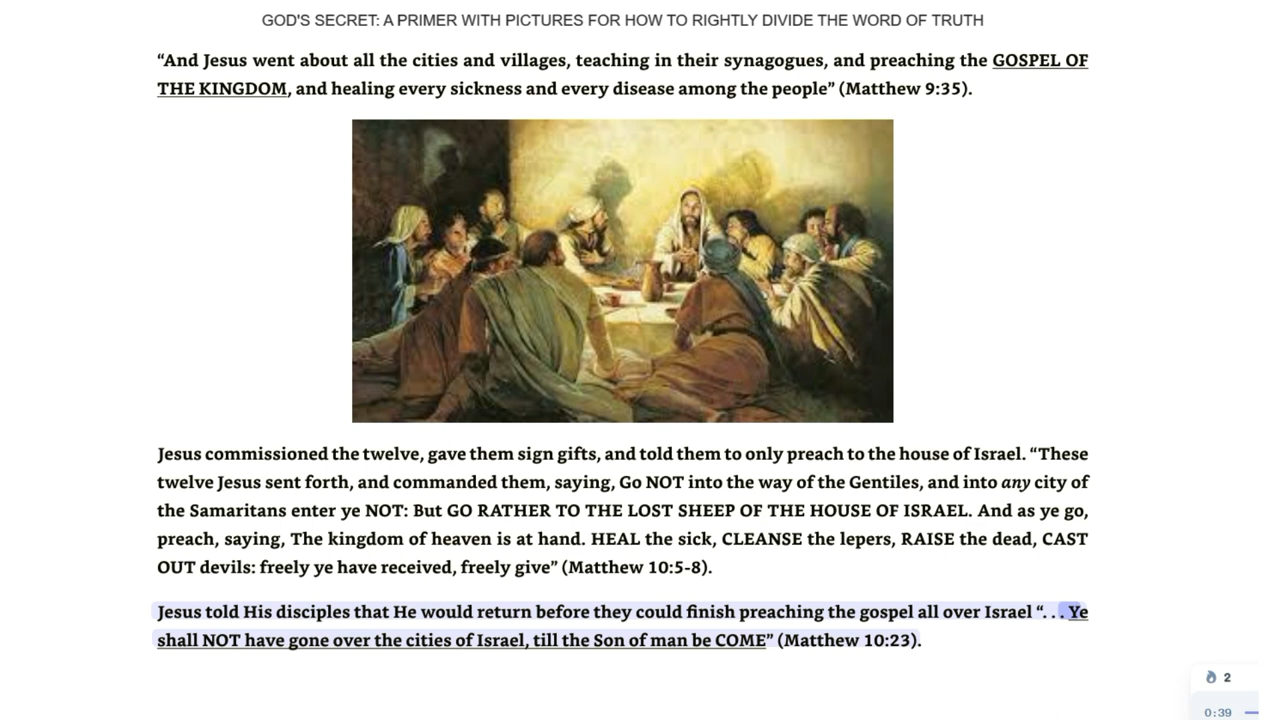 GOD'S SECRET: A PRIMER WITH PICTURES FOR HOW TO RIGHTLY DIVIDE THE WORD OF TRUTH
“And Jesus went about all the cities and villages, teaching in their synagogues, and preaching the GOSPEL OF
THE KINGDOM, and healing every sickness and every disease among the people” (Matthew 9:35).
Jesus commissioned the twelve, gave them sign gifts, and told them to only preach to the house of Israel. “These
twelve Jesus sent forth, and commanded them, saying, Go NOT into the way of the Gentiles, and into any city of
the Samaritans enter ye NOT: But GO RATHER TO THE LOST SHEEP OF THE HOUSE OF ISRAEL. And as ye go,
preach, saying, The kingdom of heaven is at hand. HEAL the sick, CLEANSE the lepers, RAISE the dead, CAST
OUT devils: freely ye have received, freely give” (Matthew 10:5-8).
Jesus told His disciples that He would return before they could finish preaching the gospel all over Israel “. . . Ye
shall NOT have gone over the cities of Israel, till the Son of man be COME” (Matthew 10:23).
2
0:39